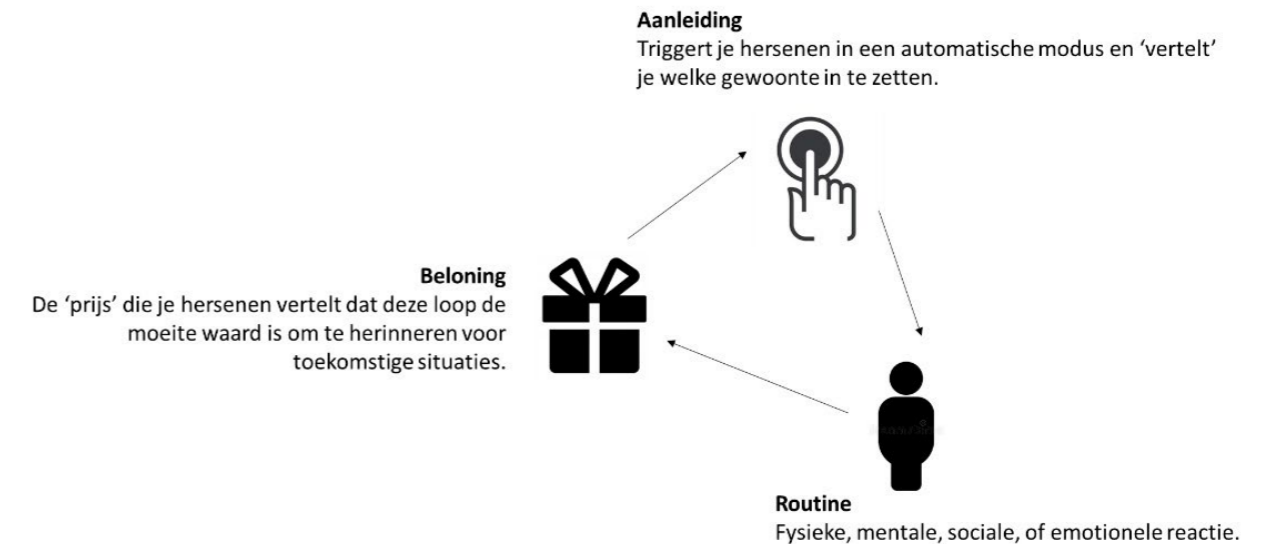 Aanleiding
Triggert je hersenen in een automatische modus en ‘vertelt’
je welke gewoonte in te zetten.
Beloning
De ‘prijs’ die je hersenen vertelt dat deze loop de
moeite waard is om te herinneren voor
toekomstige situaties.
Routine
Fysieke, mentale, sociale, of emotionele reactie.